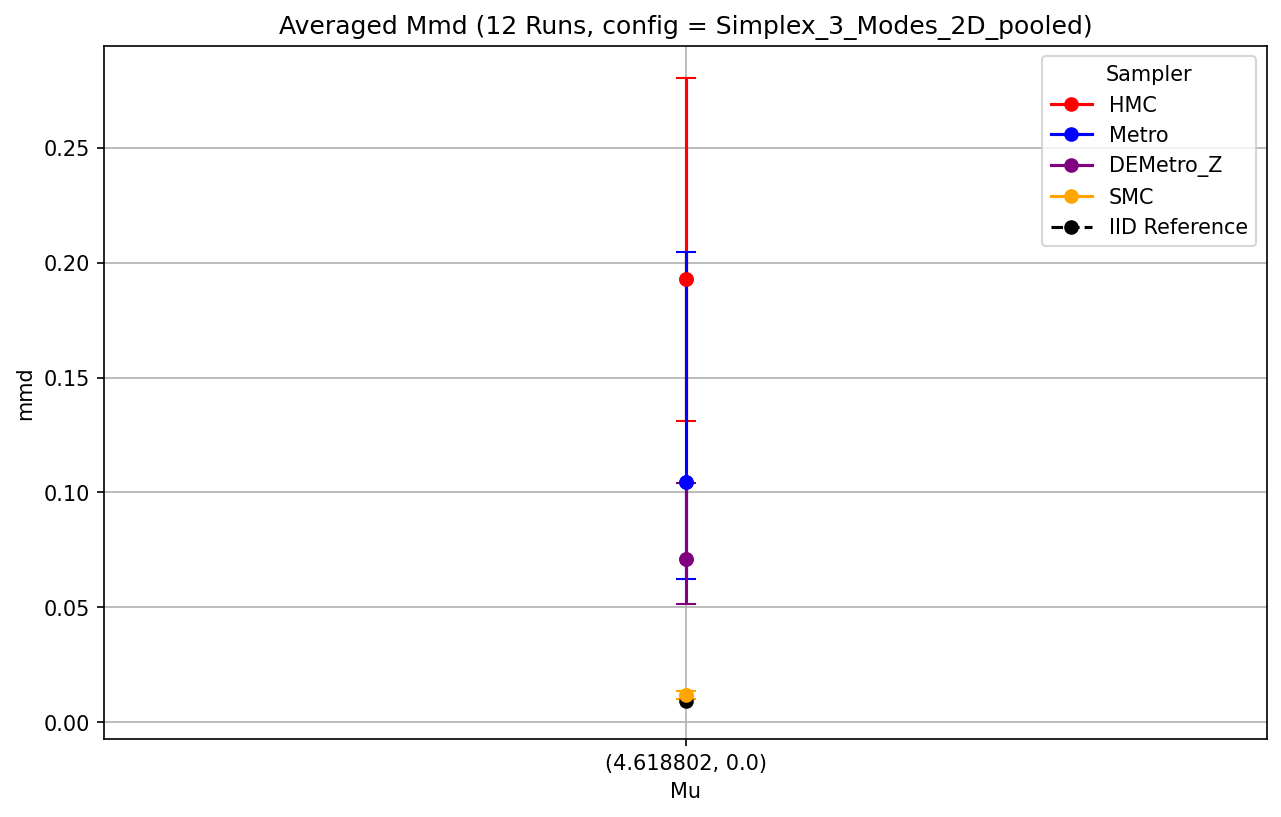 Averaged Mmd (12 Runs, config = Simplex_3_Modes_2D_pooled)
Sampler
HMC
Metro
DEMetro_Z
SMC
IID Reference
mmd
0.25
0.20
0.15
0.10
0.05
0.00
(4.618802, 0.0)
Mu